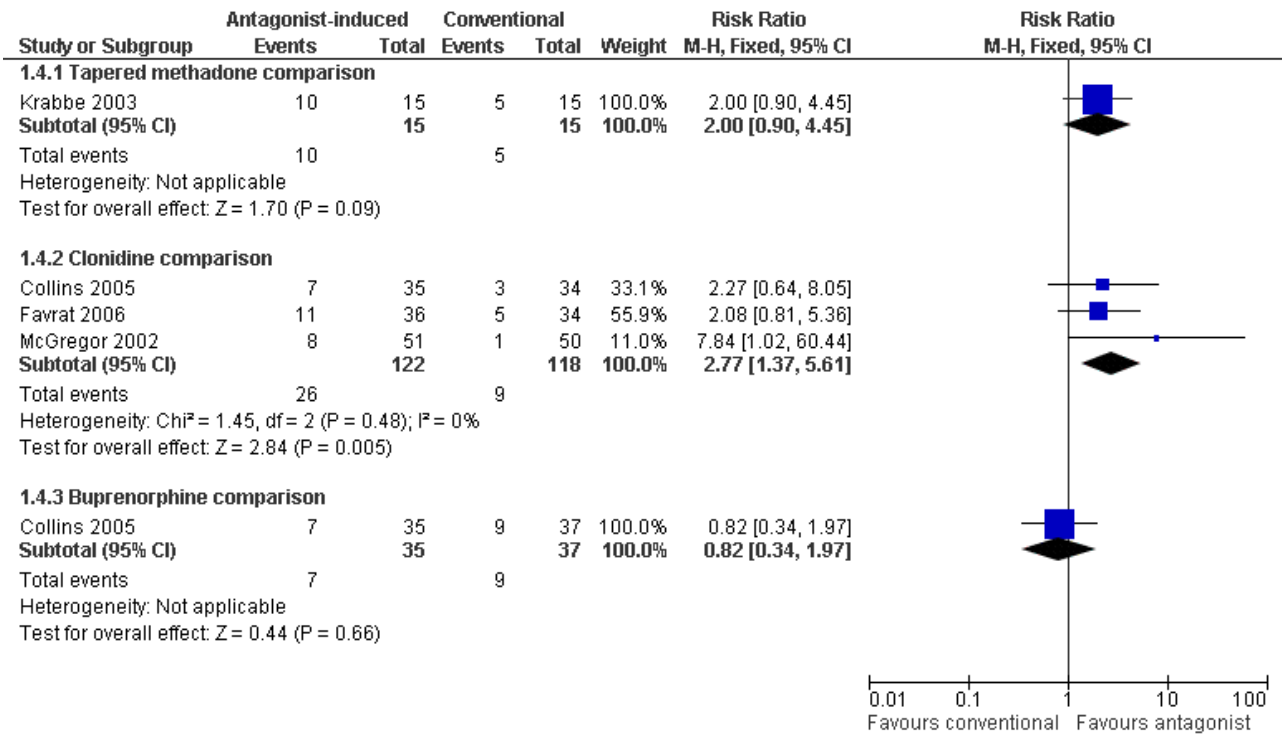 Antagonist-induced Conventional Risk Ratio Risk Ratio
Study or Subgroup Events Total Events Total Weight M-H, Fixed, 95% CI M-H, Fixed, 95% CI
1.4.1 Tapered methadone comparison
Krabbe 2003 10 15 5 15 100.0% 2.00 [0.90, 4.45]
Subtotal (95% CI) 15 15 100.0% 2.00 [0.90, 4.45]
Total events 10 5
Heterogeneity: Not applicable
Test for overall effect: Z = 1.70 (P = 0.09)
1.4.2 Clonidine comparison
Collins 2005 7 35 3 34 33.1% 2.27 [0.64, 8.05]
Favrat 2006 11 36 5 34 55.9% 2.08 [0.81, 5.36]
McGregor 2002 8 51 1 50 11.0% 7.84 [1.02, 60.44]
Subtotal (95% CI) 122 118 100.0% 2.77 [1.37, 5.61]
Total events 26 9
Heterogeneity: Chi² = 1.45, df = 2 (P = 0.48); I² = 0%
Test for overall effect: Z = 2.84 (P = 0.005)
1.4.3 Buprenorphine comparison
Collins 2005 7 35 9 37 100.0% 0.82 [0.34, 1.97]
Subtotal (95% CI) 35 37 100.0% 0.82 [0.34, 1.97]
Total events 7 9
Heterogeneity: Not applicable
Test for overall effect: Z = 0.44 (P = 0.66)
0.01 0.1 1 10 100
Favours conventional Favours antagonist